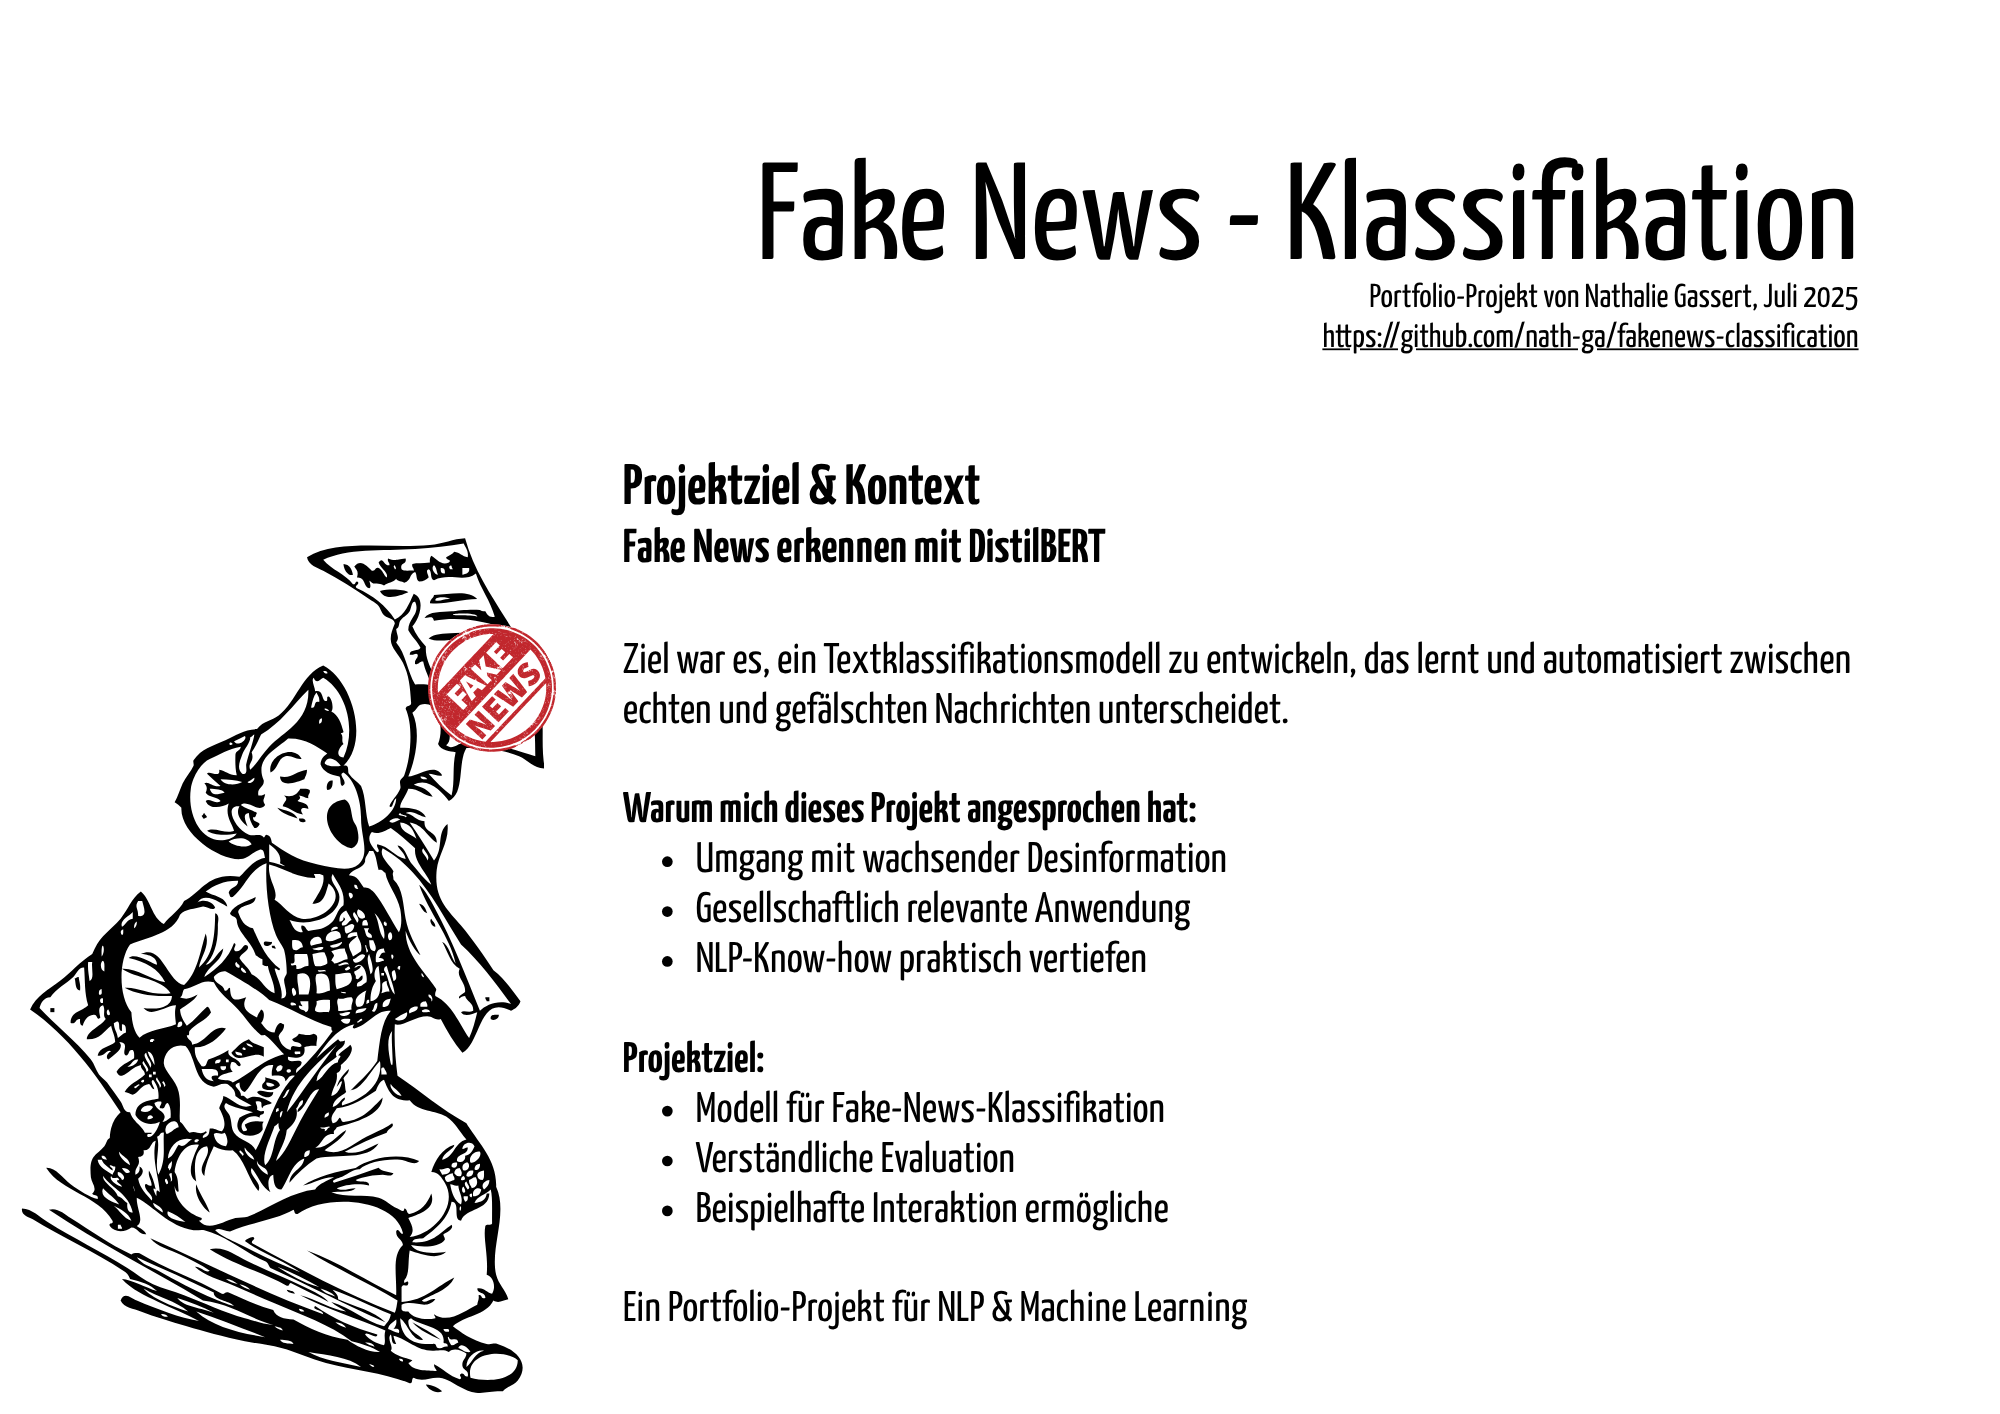 Fake News - Klassifikation
Portfolio-Projekt von Nathalie Gassert, Juli 2025
https://github.com/nath-ga/fakenews-classification
Projektziel & Kontext
Fake News erkennen mit DistilBERT
Ziel war es, ein Textklassifikationsmodell zu entwickeln, das lernt und automatisiert zwischen
echten und gefälschten Nachrichten unterscheidet.
Warum mich dieses Projekt angesprochen hat:
• Umgang mit wachsender Desinformation
• Gesellschaftlich relevante Anwendung
• NLP-Know-how praktisch vertiefen
Projektziel:
• Modell für Fake-News-Klassifikation
• Verständliche Evaluation
• Beispielhafte Interaktion ermögliche
Ein Portfolio-Projekt für NLP & Machine Learning
FAKE
NEWS